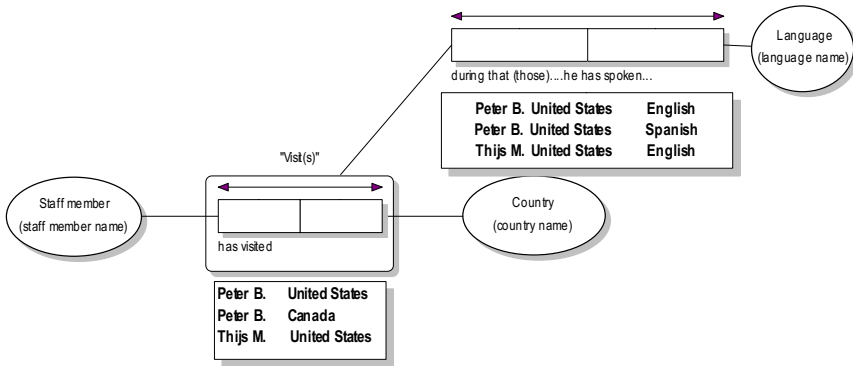 Language
(language name)
during that (those)....he has spoken...
Peter B. United States English
Peter B. United States Spanish
Thijs M. United States English
"Visit(s)"
Staff member
(staff member name)
Country
(country name)
has visited
Peter B. United States
Peter B. Canada
Thijs M. United States